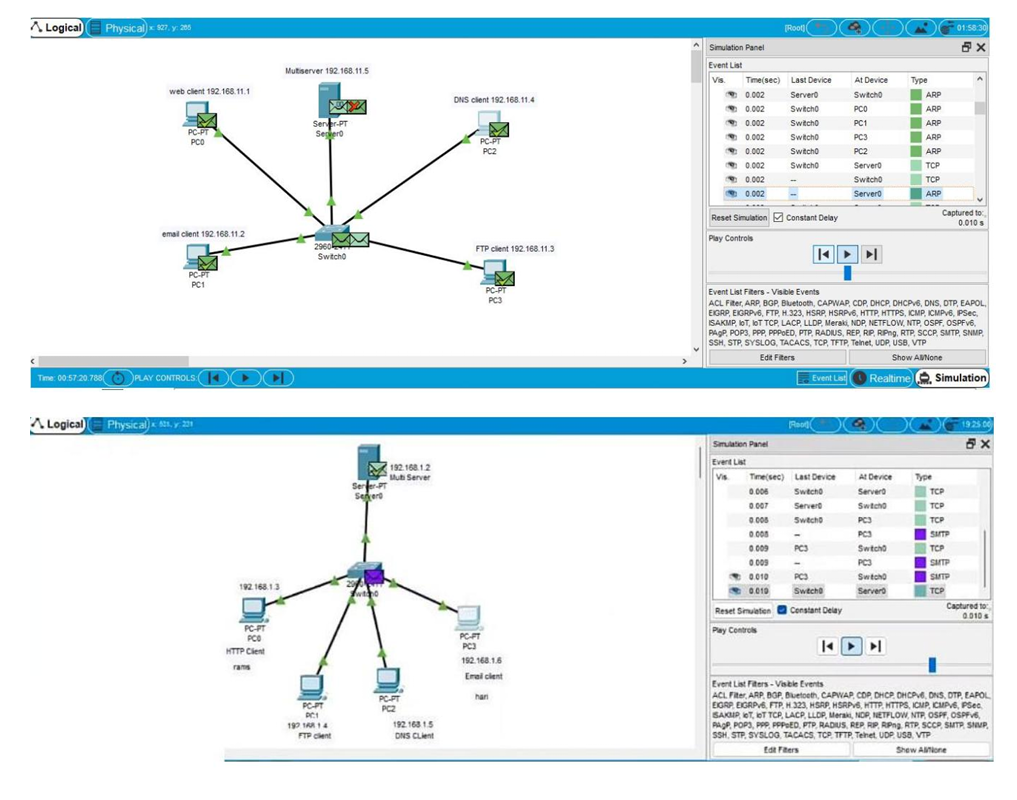 Logical Physical x: 927, y: 265 [Root] 01:58:30
Simulation Panel
Event List
Vis. Time(sec) Last Device At Device Type
0.002 Server0 Switch0 ARP
0.002 Switch0 PC0 ARP
0.002 Switch0 PC1 ARP
0.002 Switch0 PC3 ARP
0.002 Switch0 PC2 ARP
0.002 Switch0 Server0 TCP
0.002 -- Switch0 TCP
0.002 -- Server0 ARP
Reset Simulation Constant Delay Captured to:
0.010 s
Play Controls
Event List Filters - Visible Events
ACL Filter, ARP, BGP, Bluetooth, CAPWAP, CDP, DHCP, DHCPv6, DNS, DTP, EAPOL,
EIGRP, EIGRPv6, FTP, H.323, HSRP, HSRPv6, HTTP, HTTPS, ICMP, ICMPv6, IPSec,
ISAKMP, IoT, IoT TCP, LACP, LLDP, Meraki, NDP, NETFLOW, NTP, OSPF, OSPFv6,
PAgP, POP3, PPP, PPPoED, PTP, RADIUS, REP, RIP, RIPng, RTP, SCCP, SMTP, SNMP,
SSH, STP, SYSLOG, TACACS, TCP, TFTP, Telnet, UDP, USB, VTP
Edit Filters Show All/None
Multiserver 192.168.11.5
Server-PT
Server0
web client 192.168.11.1
PC-PT
PC0
DNS client 192.168.11.4
PC-PT
PC2
email client 192.168.11.2
PC-PT
PC1
Switch0
FTP client 192.168.11.3
PC-PT
PC3
Time: 00:57:20.788 PLAY CONTROLS: Event List Realtime Simulation
Logical Physical x: 521, y: 221 [Root] 19:25:00
Simulation Panel
Event List
Vis. Time(sec) Last Device At Device Type
0.006 Switch0 Server0 TCP
0.007 Server0 Switch0 TCP
0.008 Switch0 PC3 TCP
0.008 -- PC3 SMTP
0.009 PC3 Switch0 TCP
0.009 -- PC3 SMTP
0.010 PC3 Switch0 SMTP
0.010 Switch0 Server0 TCP
Reset Simulation Constant Delay Captured to:
0.010 s
Play Controls
Event List Filters - Visible Events
ACL Filter, ARP, BGP, Bluetooth, CAPWAP, CDP, DHCP, DHCPv6, DNS, DTP, EAPOL,
EIGRP, EIGRPv6, FTP, H.323, HSRP, HSRPv6, HTTP, HTTPS, ICMP, ICMPv6, IPSec,
ISAKMP, IoT, IoT TCP, LACP, LLDP, Meraki, NDP, NETFLOW, NTP, OSPF, OSPFv6,
PAgP, POP3, PPP, PPPoED, PTP, RADIUS, REP, RIP, RIPng, RTP, SCCP, SMTP, SNMP,
SSH, STP, SYSLOG, TACACS, TCP, TFTP, Telnet, UDP, USB, VTP
Edit Filters Show All/None
192.168.1.2
Multi Server
Server-PT
Server0
Switch0
192.168.1.3
PC-PT
PC0
HTTP Client
rams
PC-PT
PC1
192.168.1.4
FTP client
PC-PT
PC2
192.168.1.5
DNS CLient
PC-PT
PC3
192.168.1.6
Email client
hari